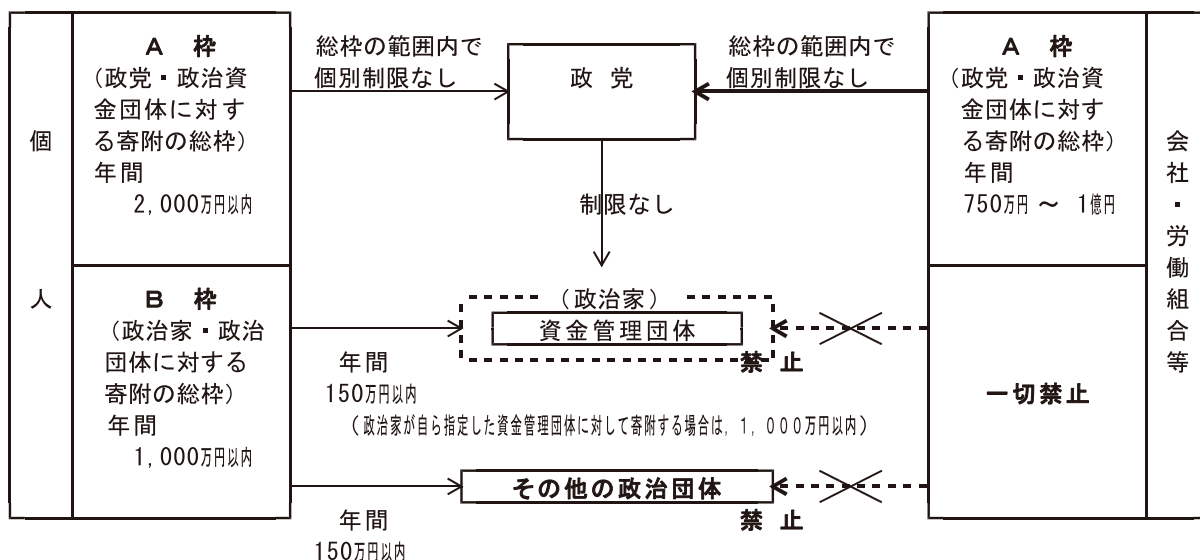 個人
A 枠
(政党・政治資
金団体に対す
る寄附の総枠)
年間
2,000万円以内
B 枠
(政治家・政治
団体に対する
寄附の総枠)
年間
1,000万円以内
総枠の範囲内で
個別制限なし
政 党
制限なし
総枠の範囲内で
個別制限なし
(政治家)
資金管理団体
年間
150万円以内
禁 止
(政治家が自ら指定した資金管理団体に対して寄附する場合は,1,000万円以内)
その他の政治団体
年間
150万円以内
禁 止
A 枠
(政党・政治資
金団体に対す
る寄附の総枠)
年間
750万円 〜 1億円
一切禁止
会社・労働組合等